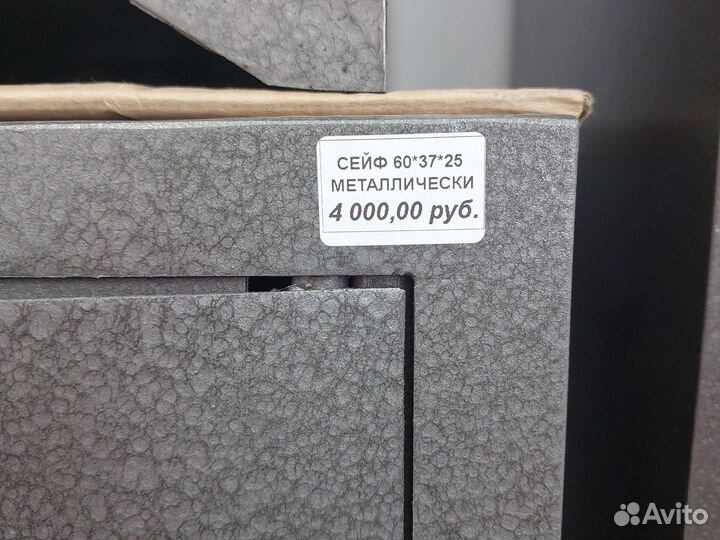 СЕЙФ 60*37*25
МЕТАЛЛИЧЕСКИ
4 000,00 руб.
Avito